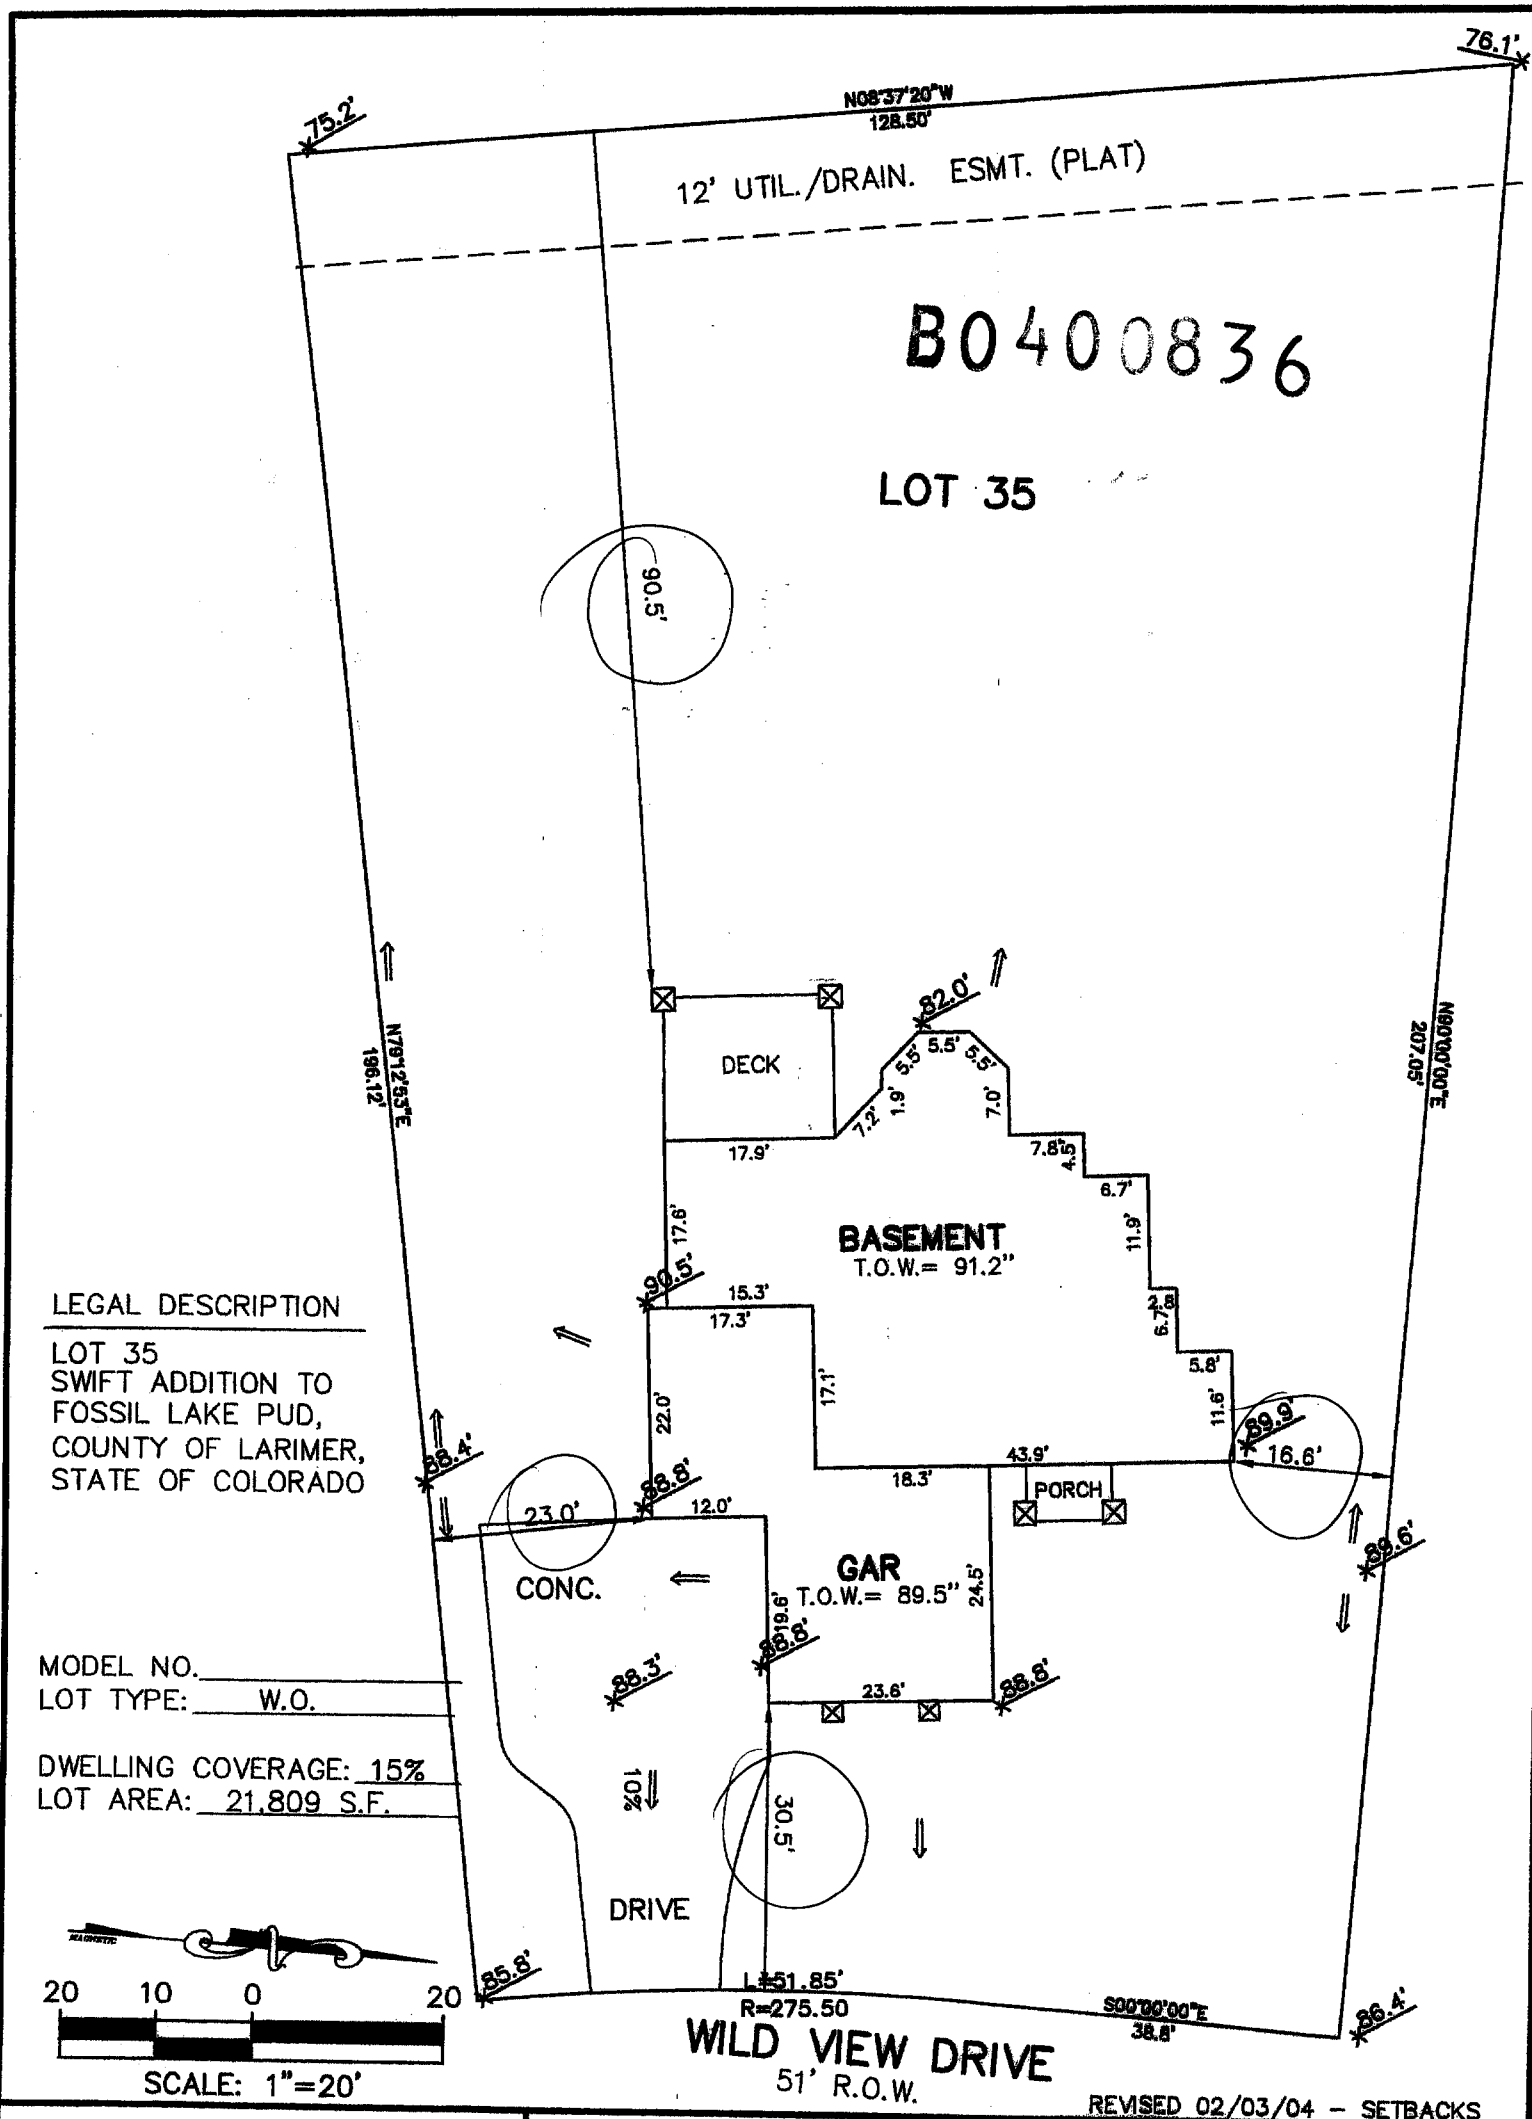 76.1'
75.2'
N08°37'20"W
128.50'
12' UTIL./DRAIN. ESMT. (PLAT)
B0400836
LOT 35
90.5'
82.0'
DECK
5.5'
5.5'
5.5'
7.2'
1.9'
7.0'
N79°12'53"E
196.12'
N90°00'00"E
207.05'
17.9'
7.8'
4.5'
6.7'
17.6'
11.9'
BASEMENT
T.O.W.= 91.2"
90.5'
15.3'
17.3'
2.8
6.7'
5.8'
17.1'
22.0'
11.6'
LEGAL DESCRIPTION
LOT 35
SWIFT ADDITION TO
FOSSIL LAKE PUD,
COUNTY OF LARIMER,
STATE OF COLORADO
88.4'
89.9'
16.6'
43.9'
18.3'
PORCH
88.8'
23.0'
12.0'
89.6'
CONC.
GAR
T.O.W.= 89.5"
24.5'
19.6'
88.8'
88.3'
23.6'
88.8'
MODEL NO.
LOT TYPE: W.O.
DWELLING COVERAGE: 15%
LOT AREA: 21,809 S.F.
10%
30.5'
DRIVE
MAGNETIC
20 10 0 20
SCALE: 1"=20'
85.8'
L=51.85'
R=275.50
S00°00'00"E
38.8'
86.4'
WILD VIEW DRIVE
51' R.O.W.
REVISED 02/03/04 - SETBACKS